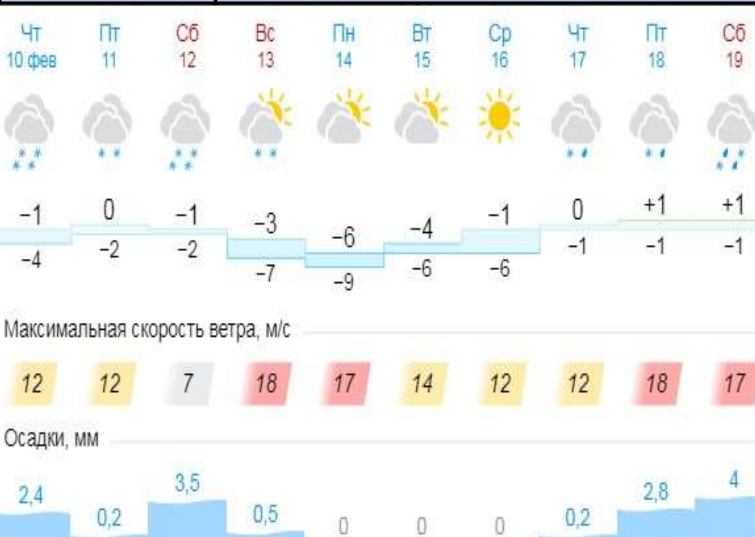 Чт Пт Сб Вс Пн Вт Ср Чт Пт Сб
10 фев 11 12 13 14 15 16 17 18 19
−1 0 −1 −3 −6 −4 −1 0 +1 +1
−4 −2 −2 −7 −9 −6 −6 −1 −1 −1
Максимальная скорость ветра, м/с
12 12 7 18 17 14 12 12 18 17
Осадки, мм
2,4 0,2 3,5 0,5 0 0 0 0,2 2,8 4